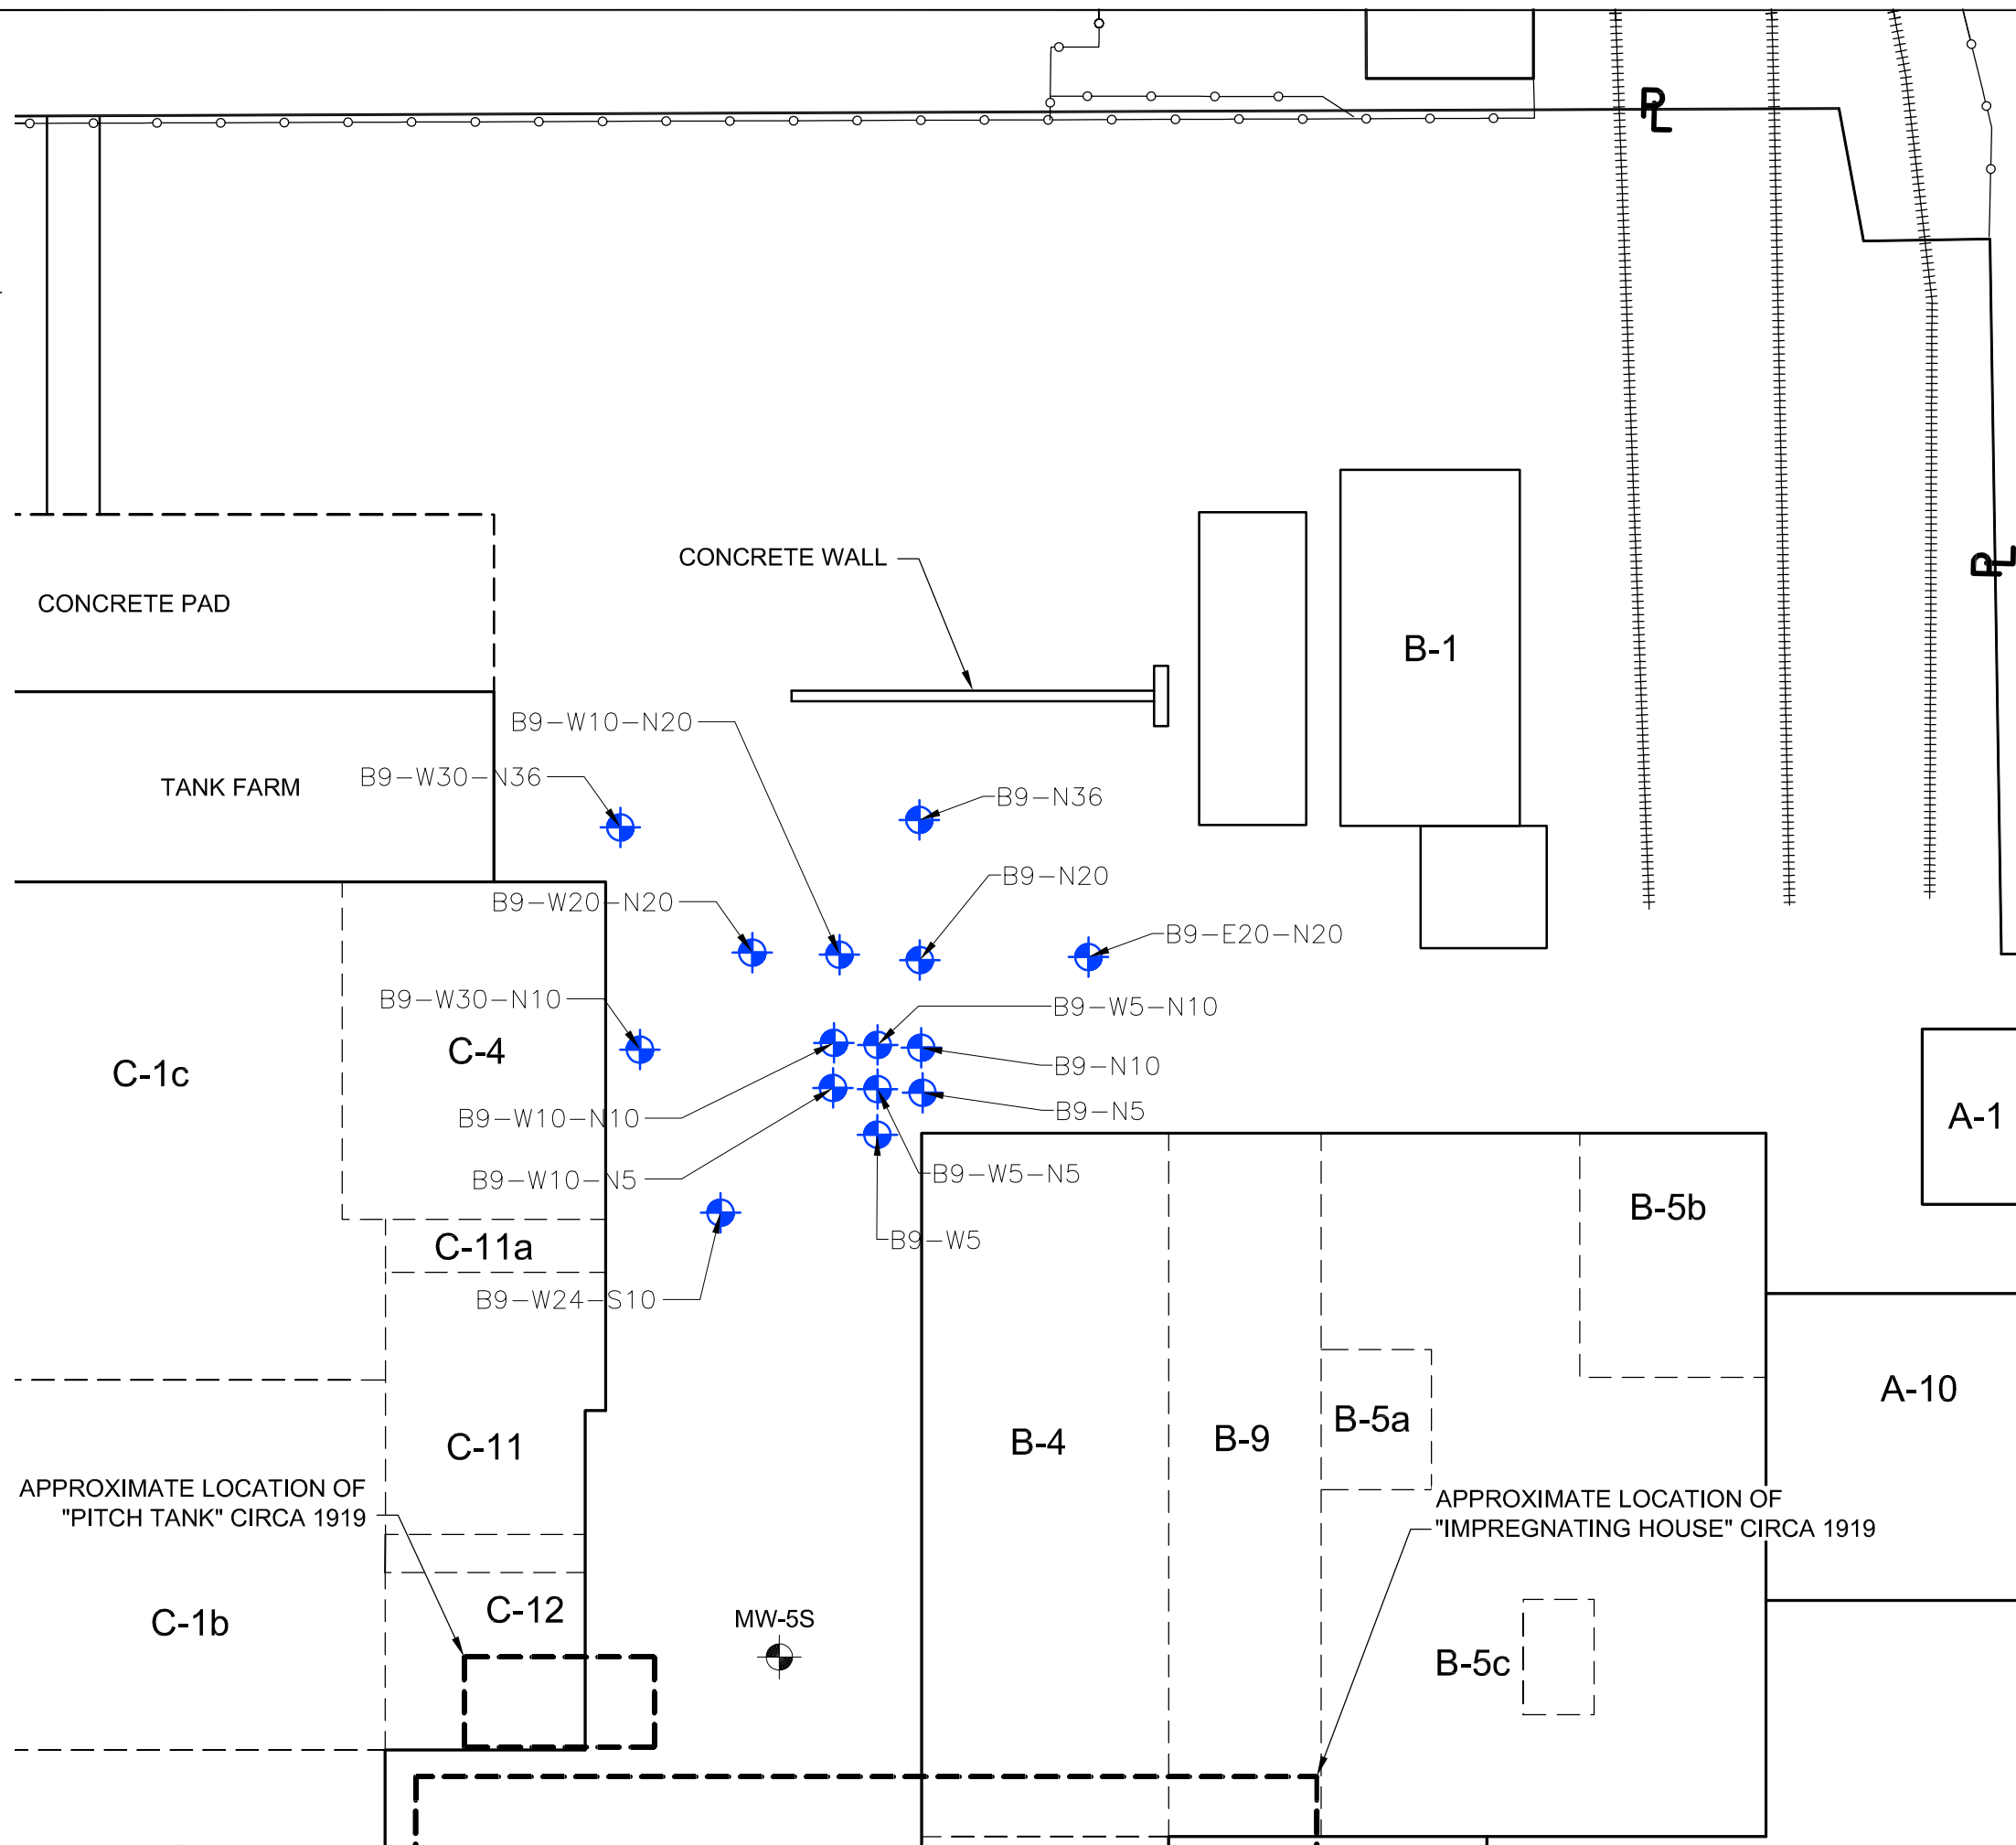 PL
PL
CONCRETE WALL
CONCRETE PAD
B-1
B9-W10-N20
TANK FARM
B9-W30-N36
B9-N36
B9-N20
B9-W20-N20
B9-E20-N20
B9-W30-N10
B9-W5-N10
C-1c
C-4
B9-N10
B9-W10-N10
B9-N5
A-1
B9-W10-N5
B9-W5-N5
B-5b
C-11a
B9-W5
B9-W24-S10
A-10
C-11
B-4
B-9
B-5a
APPROXIMATE LOCATION OF
"PITCH TANK" CIRCA 1919
APPROXIMATE LOCATION OF
"IMPREGNATING HOUSE" CIRCA 1919
C-1b
C-12
MW-5S
B-5c